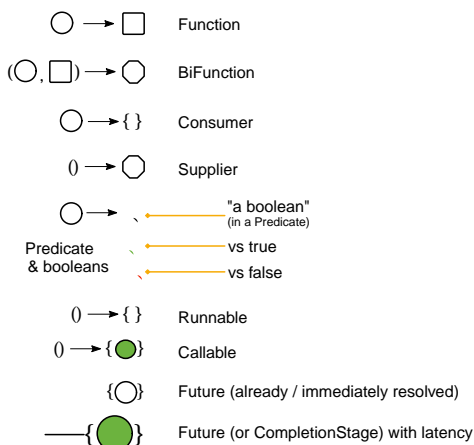 Function
( , ) BiFunction
{ } Consumer
() Supplier
"a boolean"
(in a Predicate)
Predicate
& booleans
vs true
vs false
() { } Runnable
() { } Callable
{ } Future (already / immediately resolved)
{ } Future (or CompletionStage) with latency